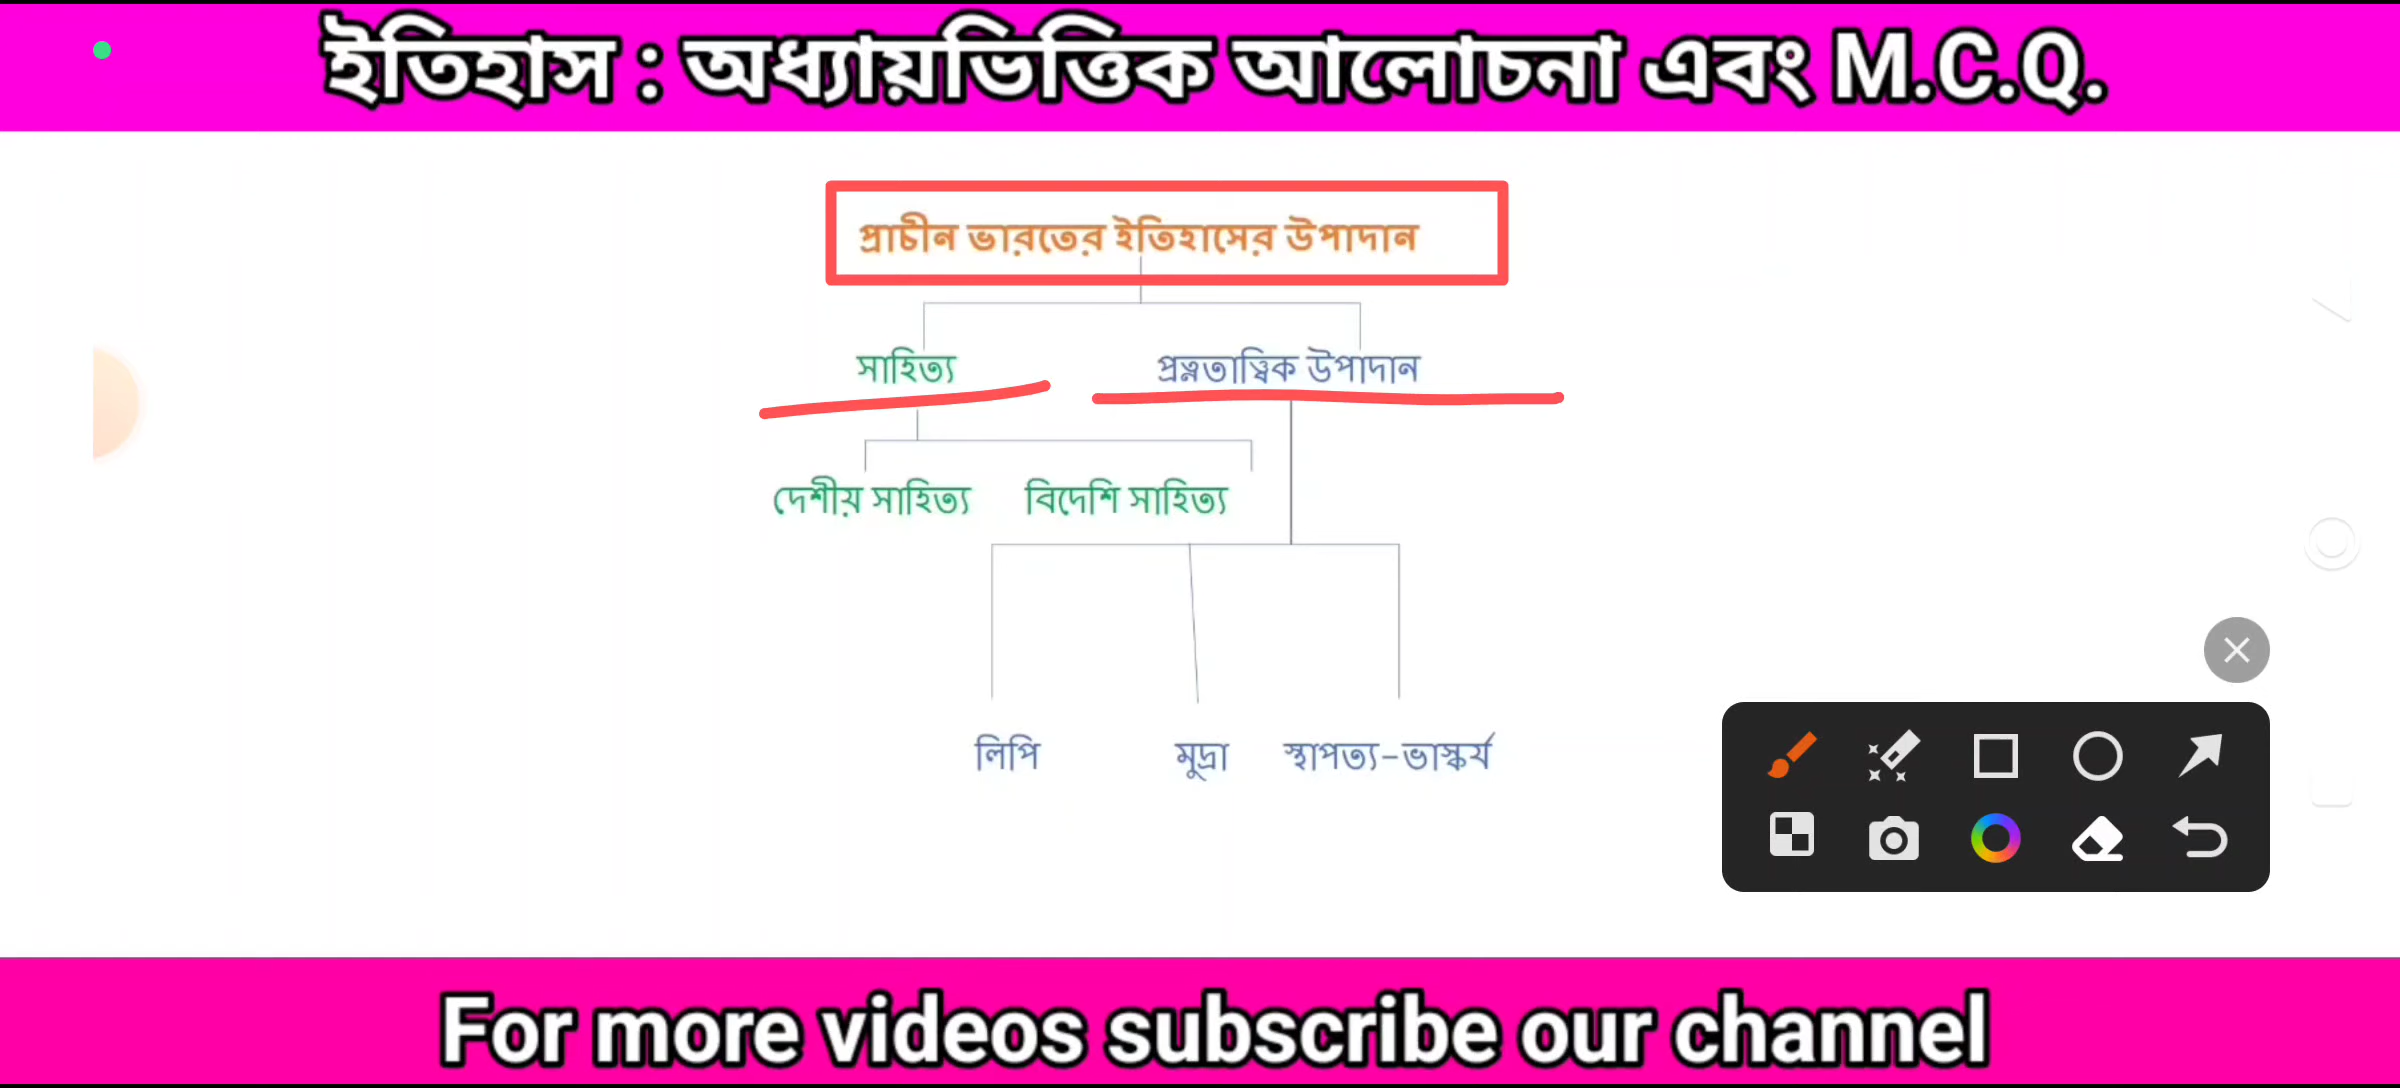 ইতিহাস : অধ্যায়ভিত্তিক আলোচনা এবং M.C.Q.
প্রাচীন ভারতের ইতিহাসের উপাদান
সাহিত্য প্রত্নতাত্ত্বিক উপাদান
দেশীয় সাহিত্য বিদেশি সাহিত্য
লিপি মুদ্রা স্থাপত্য-ভাস্কর্য
For more videos subscribe our channel